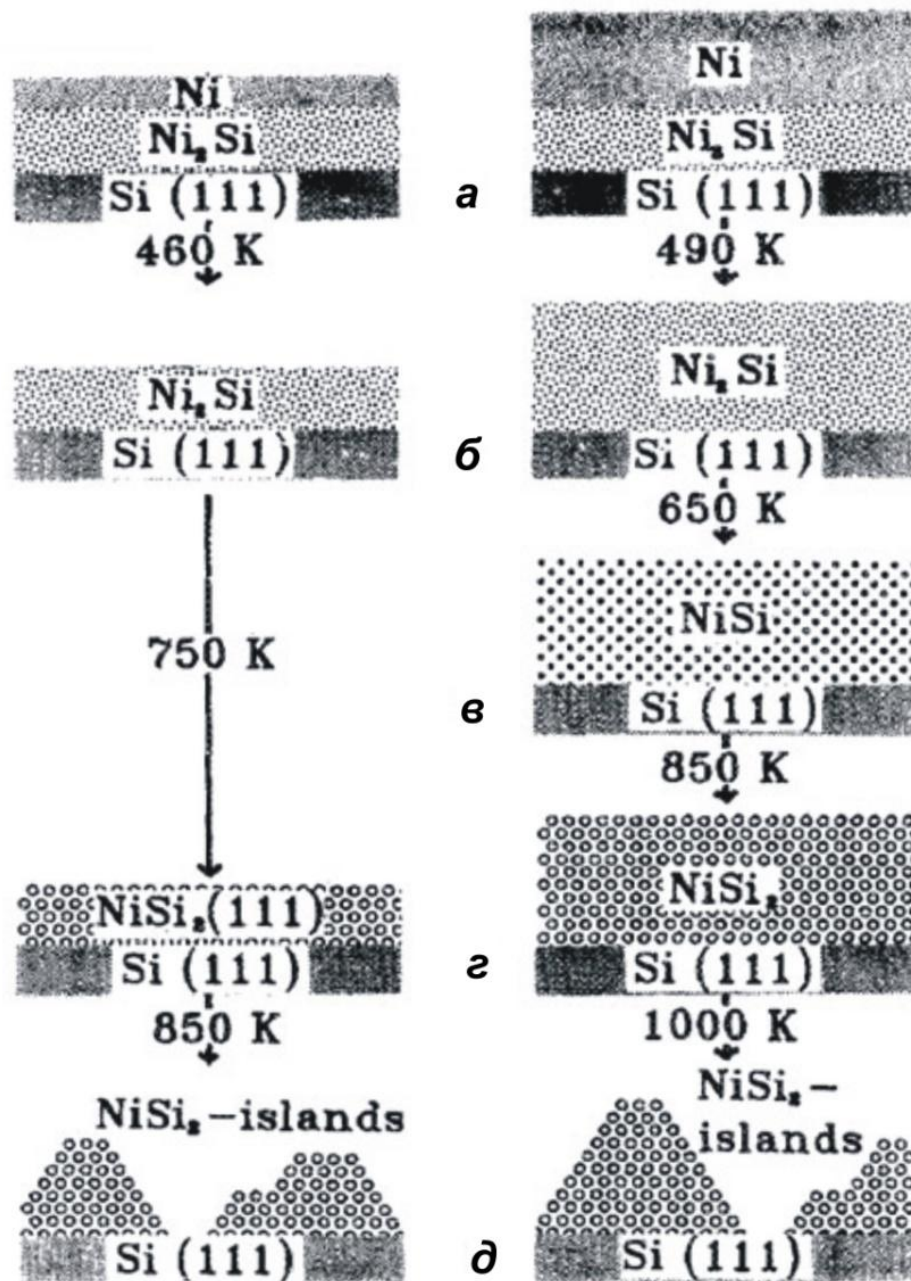 Ni
Ni₂Si
Si (111)
460 K
Ni
Ni₂Si
Si (111)
490 K
а
Ni₂Si
Si (111)
Ni₂Si
Si (111)
650 K
б
750 K
NiSi
Si (111)
850 K
в
NiSi₂(111)
Si (111)
850 K
NiSi₂
Si (111)
1000 K
г
NiSi₂-islands
Si (111)
NiSi₂-
islands
Si (111)
д